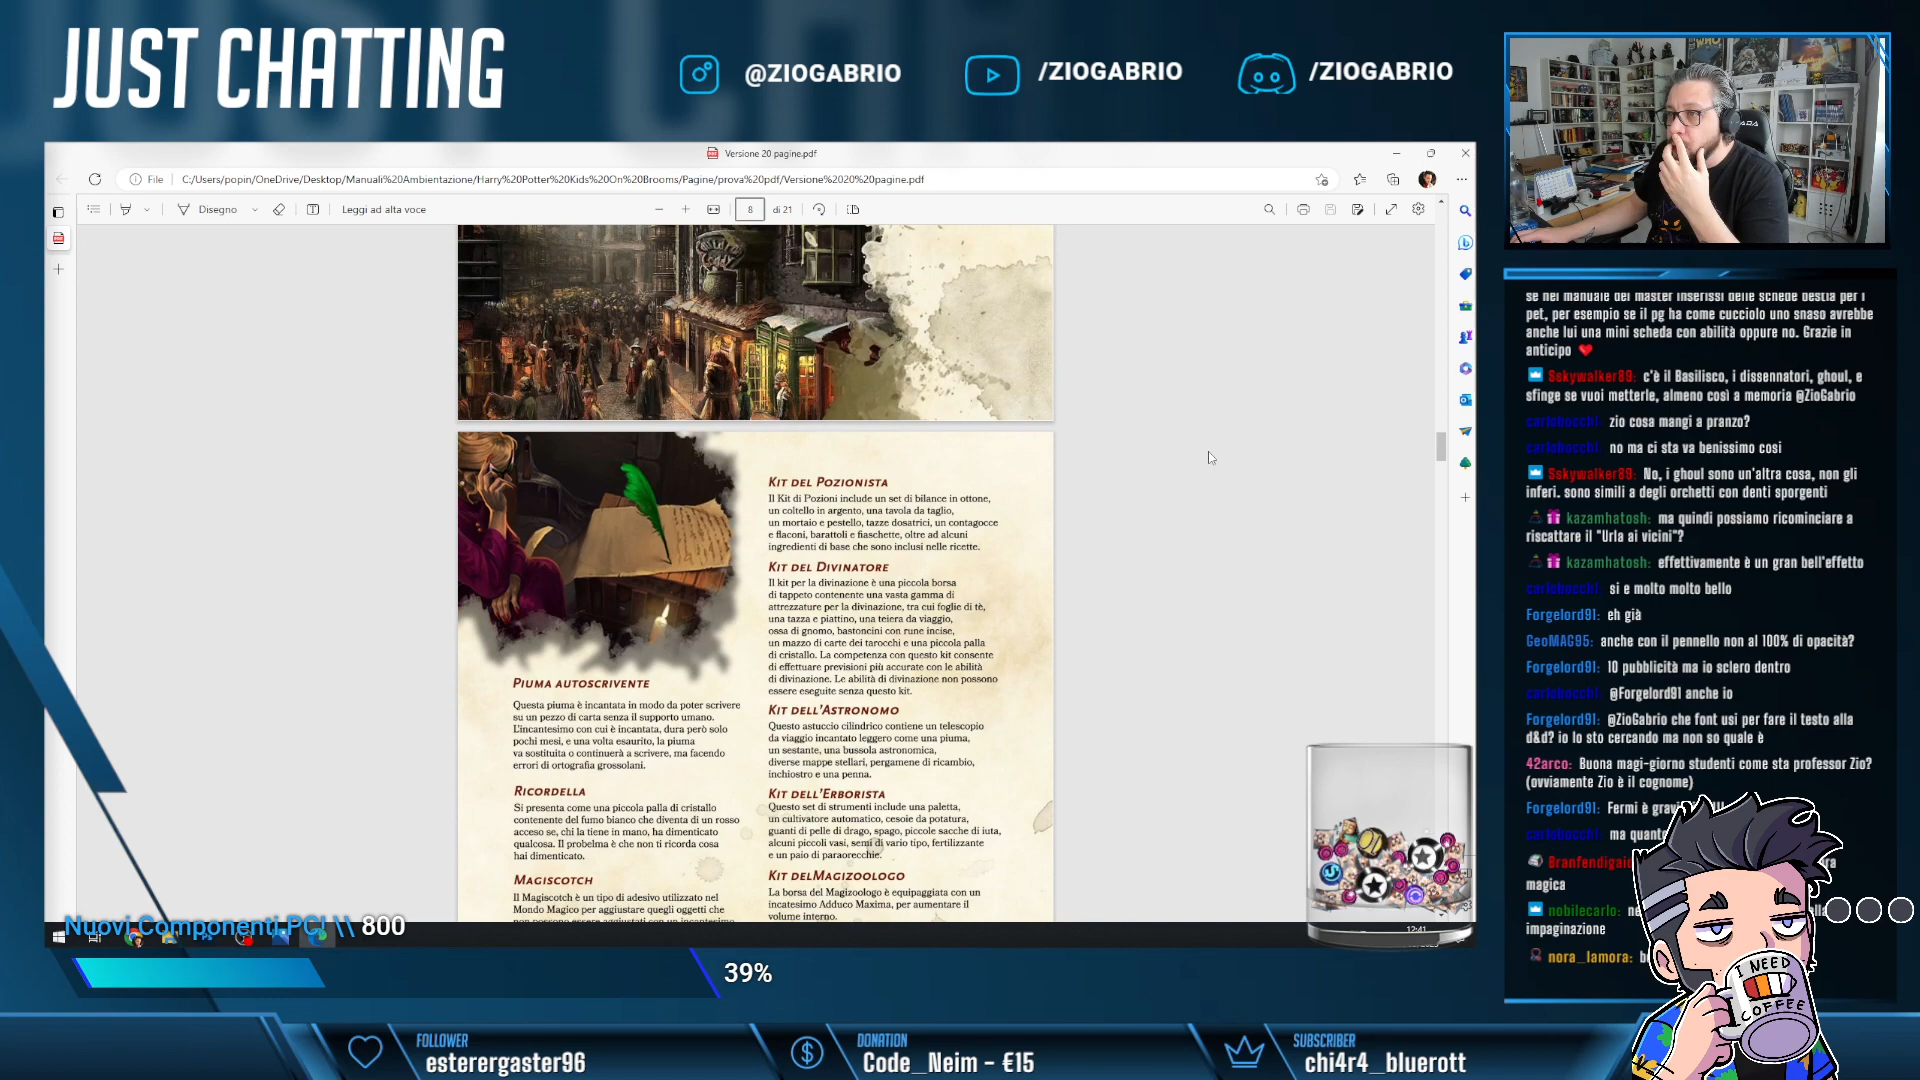 JUST CHATTING
@ZIOGABRIO
/ZIOGABRIO
/ZIOGABRIO
Versione 20 pagine.pdf
File
C:/Users/popin/OneDrive/Desktop/Manuali%20Ambientazione/Harry%20Potter%20Kids%20On%20Brooms/Pagine/prova%20pdf/Versione%2020%20pagine.pdf
Disegno
Leggi ad alta voce
8
di 21
PIUMA AUTOSCRIVENTE
Questa piuma è incantata in modo da poter scrivere
su un pezzo di carta senza il supporto umano.
L'incantesimo con cui è incantata, dura però solo
pochi mesi, e una volta esaurito, la piuma
va sostituita o continuerà a scrivere, ma facendo
errori di ortografia grossolani.
RICORDELLA
Si presenta come una piccola palla di cristallo
contenente del fumo bianco che diventa di un rosso
acceso se, chi la tiene in mano, ha dimenticato
qualcosa. Il probelma è che non ti ricorda cosa
hai dimenticato.
MAGISCOTCH
Il Magiscotch è un tipo di adesivo utilizzato nel
Mondo Magico per aggiustare quegli oggetti che
non possono essere aggiustati con un incantesimo
KIT DEL POZIONISTA
Il Kit di Pozioni include un set di bilance in ottone,
un coltello in argento, una tavola da taglio,
un mortaio e pestello, tazze dosatrici, un contagocce
e flaconi, barattoli e fiaschette, oltre ad alcuni
ingredienti di base che sono inclusi nelle ricette.
KIT DEL DIVINATORE
Il kit per la divinazione è una piccola borsa
di tappeto contenente una vasta gamma di
attrezzature per la divinazione, tra cui foglie di tè,
una tazza e piattino, una teiera da viaggio,
ossa di gnomo, bastoncini con rune incise,
un mazzo di carte dei tarocchi e una piccola palla
di cristallo. La competenza con questo kit consente
di effettuare previsioni più accurate con le abilità
di divinazione. Le abilità di divinazione non possono
essere eseguite senza questo kit.
KIT DELL'ASTRONOMO
Questo astuccio cilindrico contiene un telescopio
da viaggio incantato leggero come una piuma,
un sestante, una bussola astronomica,
diverse mappe stellari, pergamene di ricambio,
inchiostro e una penna.
KIT DELL'ERBORISTA
Questo set di strumenti include una paletta,
un cultivatore automatico, cesoie da potatura,
guanti di pelle di drago, spago, piccole sacche di iuta,
alcuni piccoli vasi, semi di vario tipo, fertilizzante
e un paio di paraorecchie.
KIT DELMAGIZOOLOGO
La borsa del Magizoologo è equipaggiata con un
incatesimo Adduco Maxima, per aumentare il
volume interno.
se nel manuale del master inserissi delle schede bestia per i
pet, per esempio se il pg ha come cucciolo uno snaso avrebbe
anche lui una mini scheda con abilità oppure no. Grazie in
anticipo
Sskywalker89: c'è il Basilisco, i dissennatori, ghoul, e
sfinge se vuoi metterle, almeno così a memoria @ZioGabrio
carlobocch1: zio cosa mangi a pranzo?
carlobocch1: no ma ci sta va benissimo cosi
Sskywalker89: No, i ghoul sono un'altra cosa, non gli
inferi. sono simili a degli orchetti con denti sporgenti
kazamhatosh: ma quindi possiamo ricominciare a
riscattare il "Urla ai vicini"?
kazamhatosh: effettivamente è un gran bell'effetto
carlobocch1: si e molto molto bello
Forgelord91: eh già
GeoMAG95: anche con il pennello non al 100% di opacità?
Forgelord91: 10 pubblicità ma io sclero dentro
carlobocch1: @Forgelord91 anche io
Forgelord91: @ZioGabrio che font usi per fare il testo alla
d&d? io lo sto cercando ma non so quale è
42arco: Buona magi-giorno studenti come sta professor Zio?
(ovviamente Zio è il cognome)
Forgelord91: Fermi è
carlobocch1: ma
magica
nobilecarlo:
impaginazione
nora_lamora:
I NEED
COFFEE
12:41
Nuovi Componenti PC! \\ 800
39%
FOLLOWER
esterergaster96
DONATION
Code_Neim - €15
SUBSCRIBER
chi4r4_bluerott